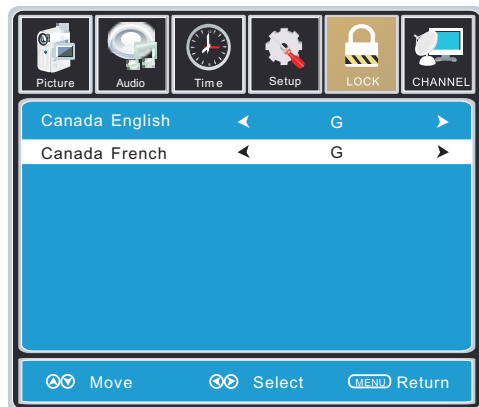 Picture Audio Time Setup LOCK CHANNEL
Canada English G
Canada French G
Move Select MENU Return